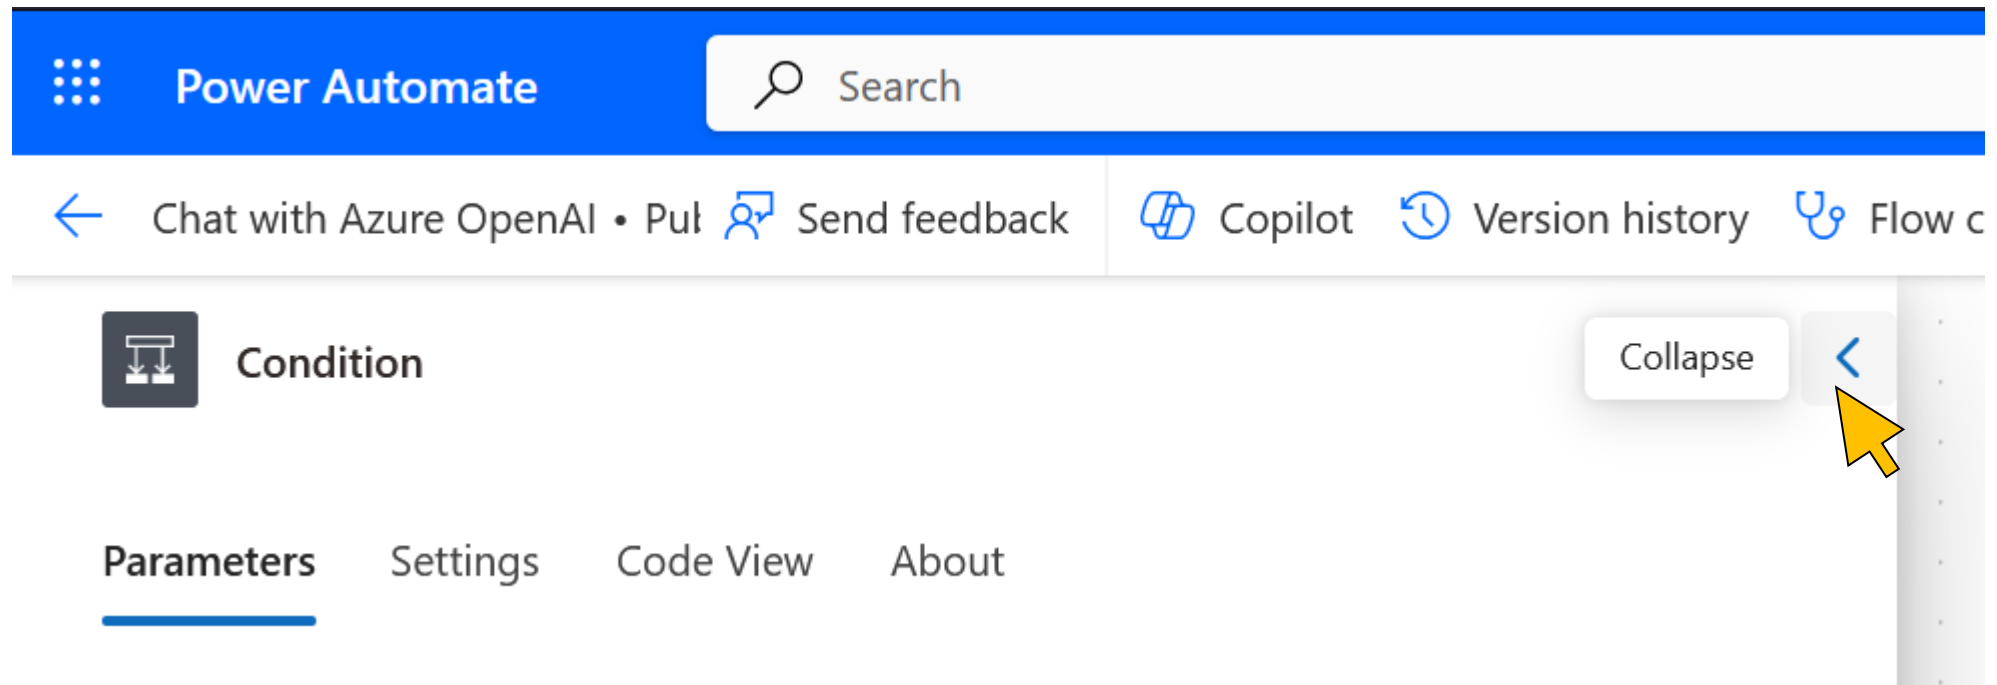 Power Automate
Search
Chat with Azure OpenAI • Pul
Send feedback
Copilot
Version history
Flow c
Condition
Collapse
Parameters
Settings
Code View
About